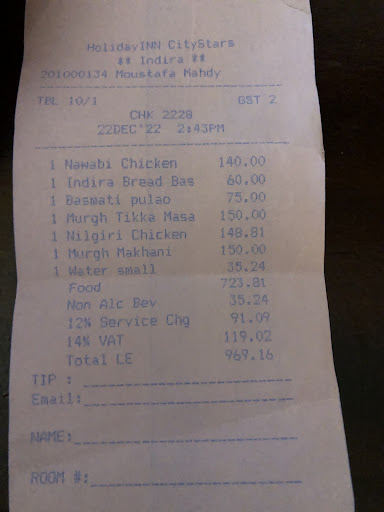 HolidayINN CityStars
** Indira **
201000134 Moustafa Mahdy
TBL 10/1 GST 2
CHK 2228
22DEC'22 2:43PM
1 Nawabi Chicken 140.00
1 Indira Bread Bas 60.00
1 Basmati pulao 75.00
1 Murgh Tikka Masa 150.00
1 Nilgiri Chicken 148.81
1 Murgh Makhani 150.00
1 Water small 35.24
Food 723.81
Non Alc Bev 35.24
12% Service Chg 91.09
14% VAT 119.02
Total LE 969.16
TIP :
Email:
NAME:
ROOM #: